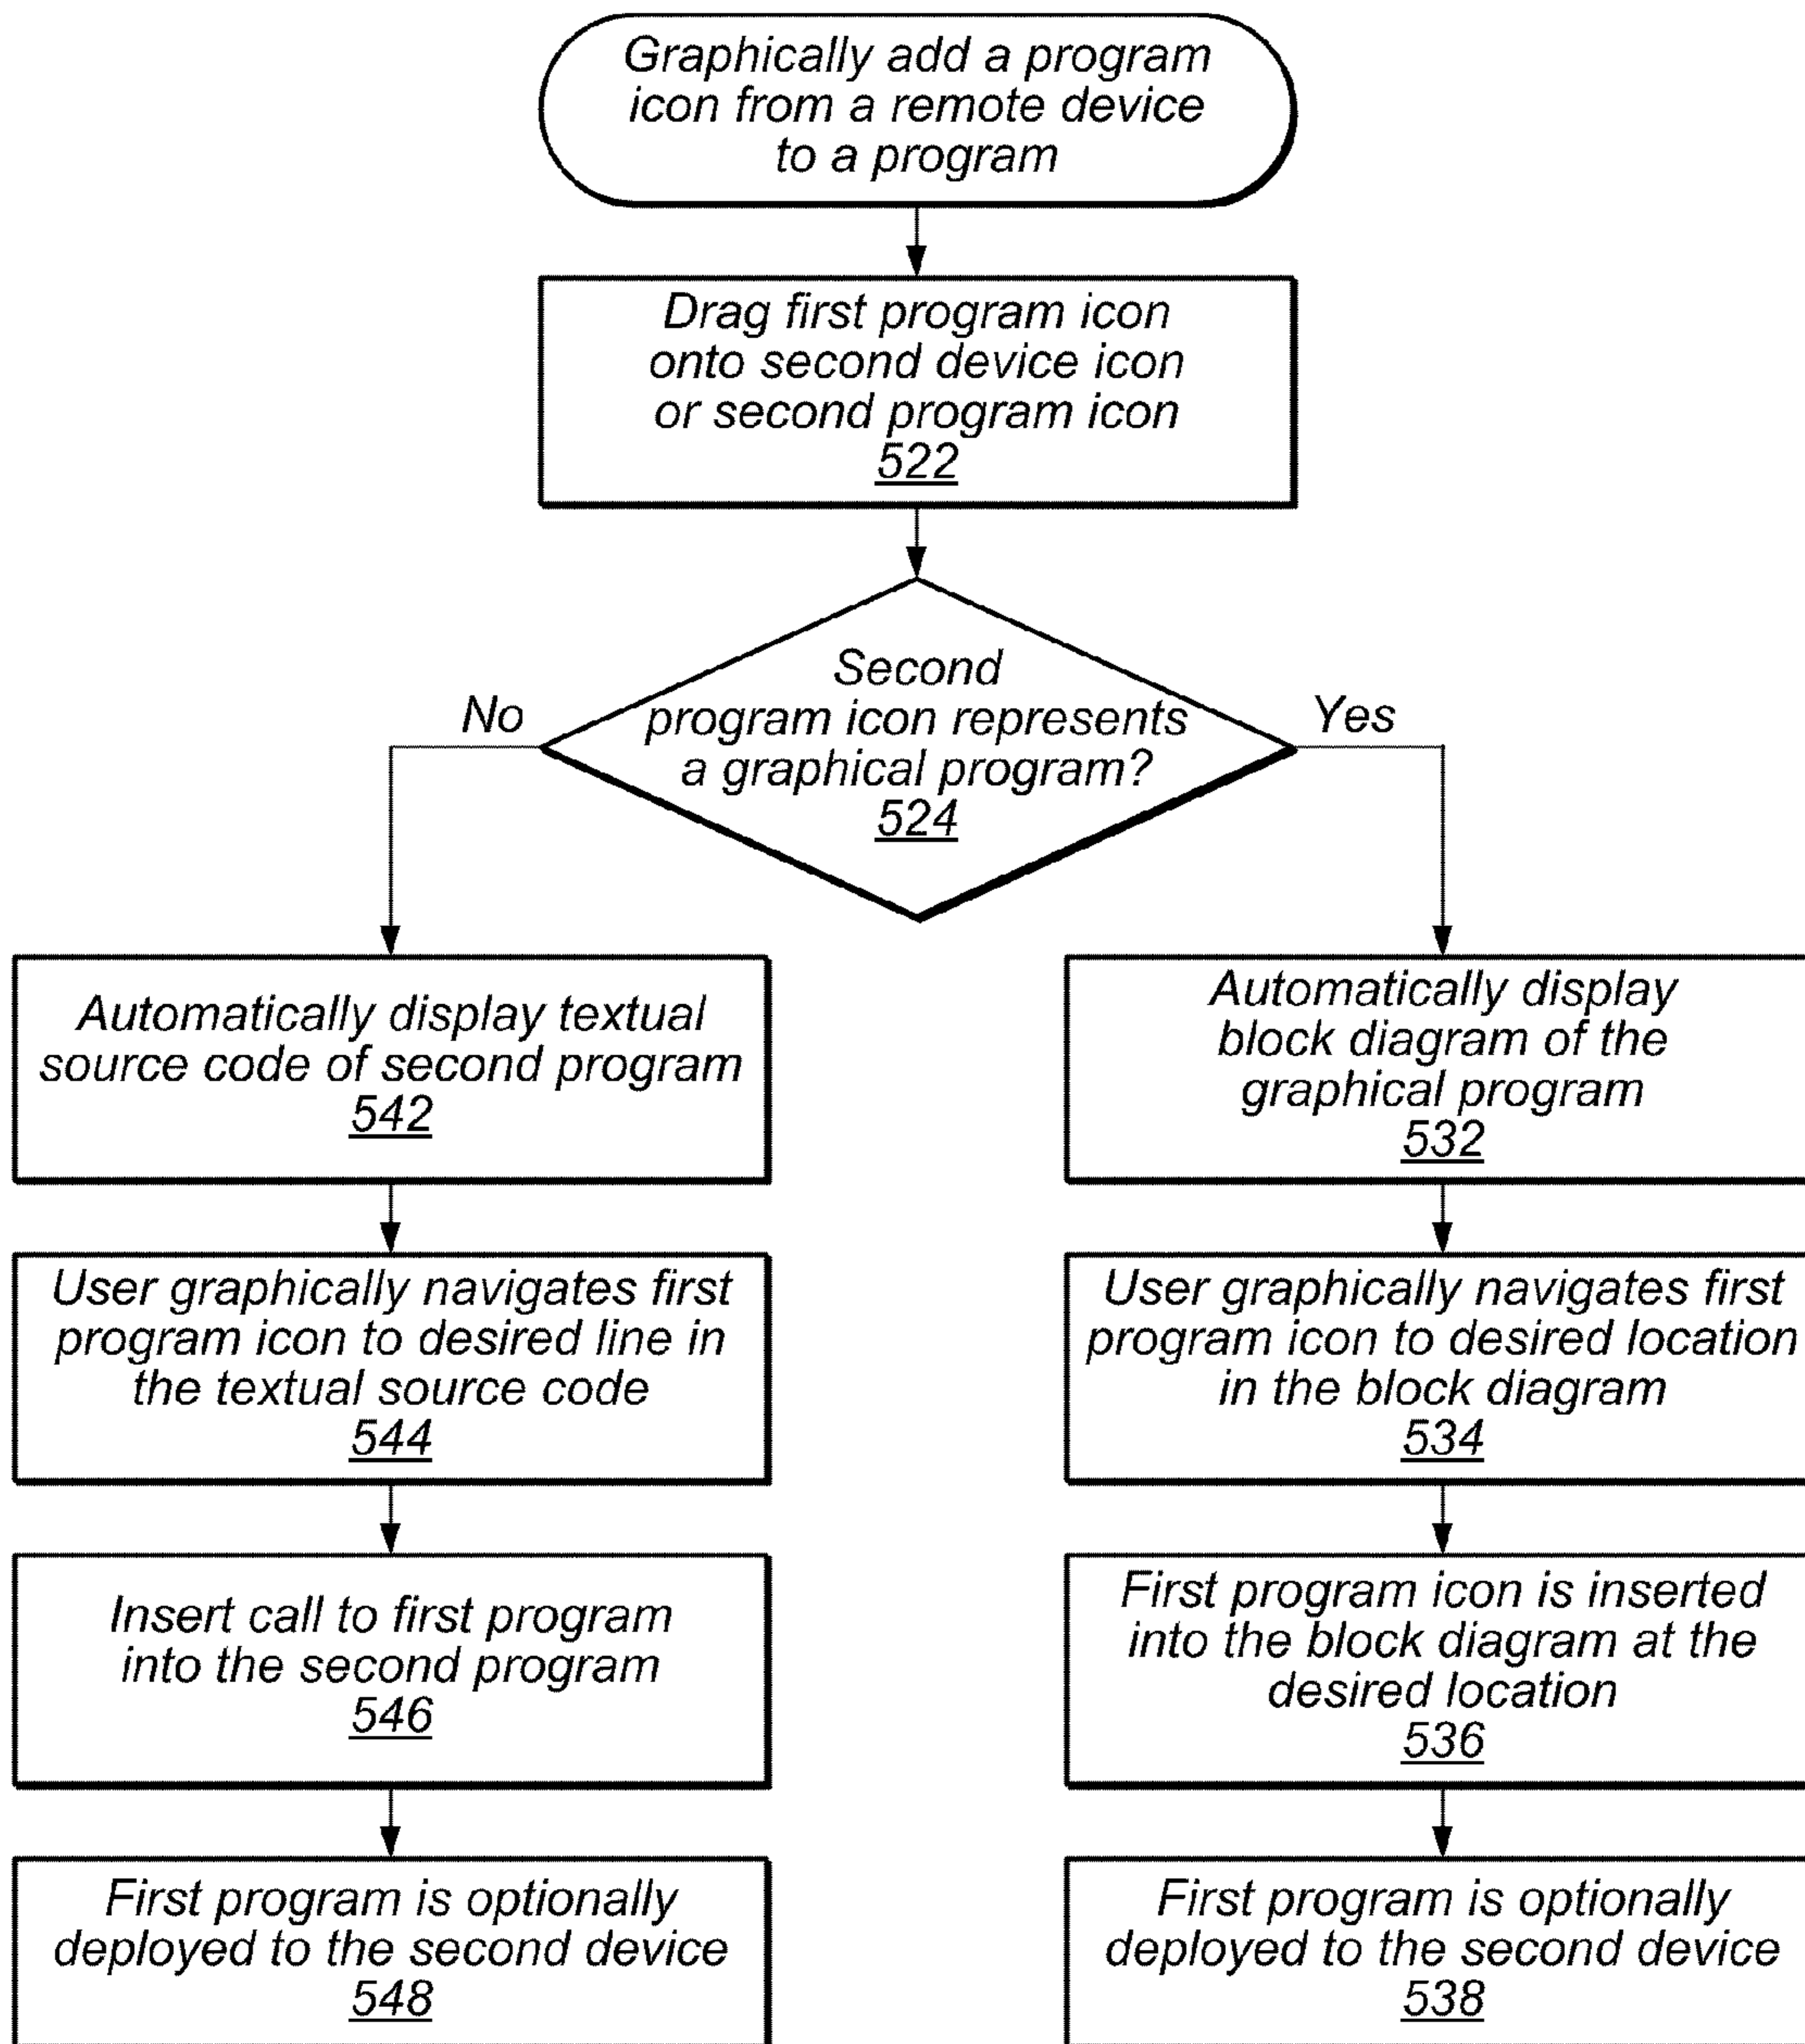 Graphically add a program
icon from a remote device
to a program
Drag first program icon
onto second device icon
or second program icon
522
Second
program icon represents
a graphical program?
524
No
Yes
Automatically display textual
source code of second program
542
User graphically navigates first
program icon to desired line in
the textual source code
544
Insert call to first program
into the second program
546
First program is optionally
deployed to the second device
548
Automatically display
block diagram of the
graphical program
532
User graphically navigates first
program icon to desired location
in the block diagram
534
First program icon is inserted
into the block diagram at the
desired location
536
First program is optionally
deployed to the second device
538